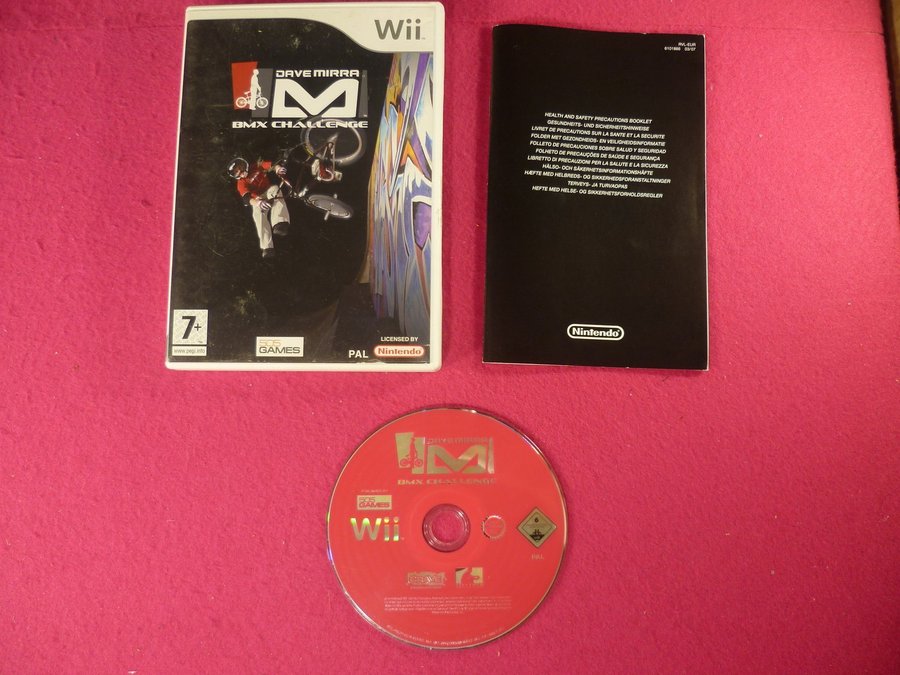 Wii
DAVE MIRRA
BMX CHALLENGE
7+
www.pegi.info
505
GAMES
PAL
LICENSED BY
Nintendo
RVL-EUR
HEALTH AND SAFETY PRECAUTIONS BOOKLET
GESUNDHEITS- UND SICHERHEITSHINWEISE
LIVRET DE PRECAUTIONS SUR LA SANTE ET LA SECURITE
FOLDER MET GEZONDHEIDS- EN VEILIGHEIDSINFORMATIE
FOLLETO DE PRECAUCIONES SOBRE SALUD Y SEGURIDAD
FOLHETO DE PRECAUÇÕES DE SAÚDE E SEGURANÇA
LIBRETTO DI PRECAUZIONI PER LA SALUTE E LA SICUREZZA
HÄLSO- OCH SÄKERHETSINFORMATIONSHÄFTE
HÆFTE MED HELBREDS- OG SIKKERHEDSFORANSTALTNINGER
TERVEYS- JA TURVAOPAS
HEFTE MED HELSE- OG SIKKERHETSFORHOLDSREGLER
Nintendo
DAVE MIRRA
BMX CHALLENGE
505
GAMES
Wii
PAL